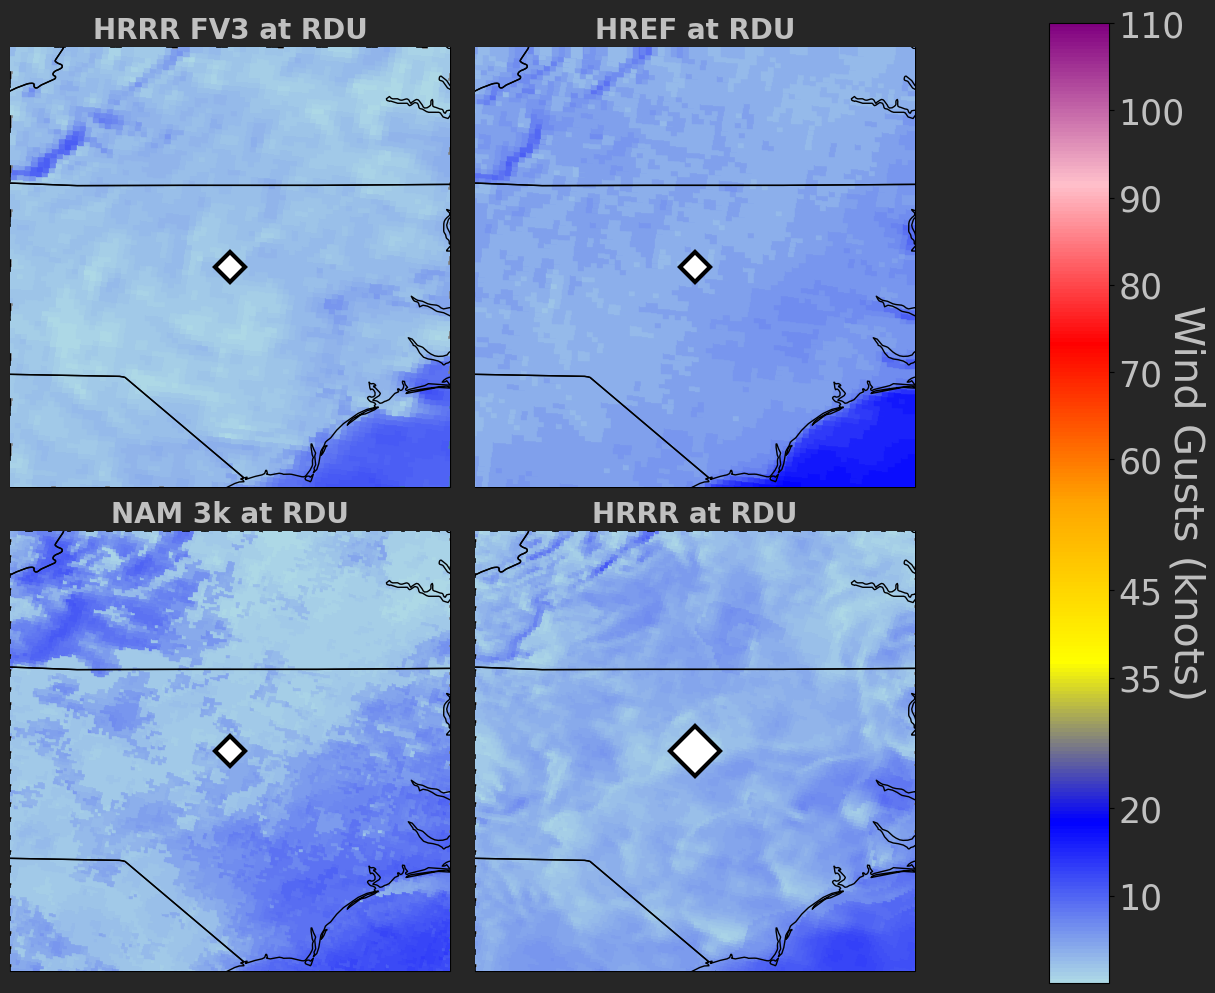 HRRR FV3 at RDU
HREF at RDU
NAM 3k at RDU
HRRR at RDU
110
100
90
80
70
60
45
35
20
10
Wind Gusts (knots)